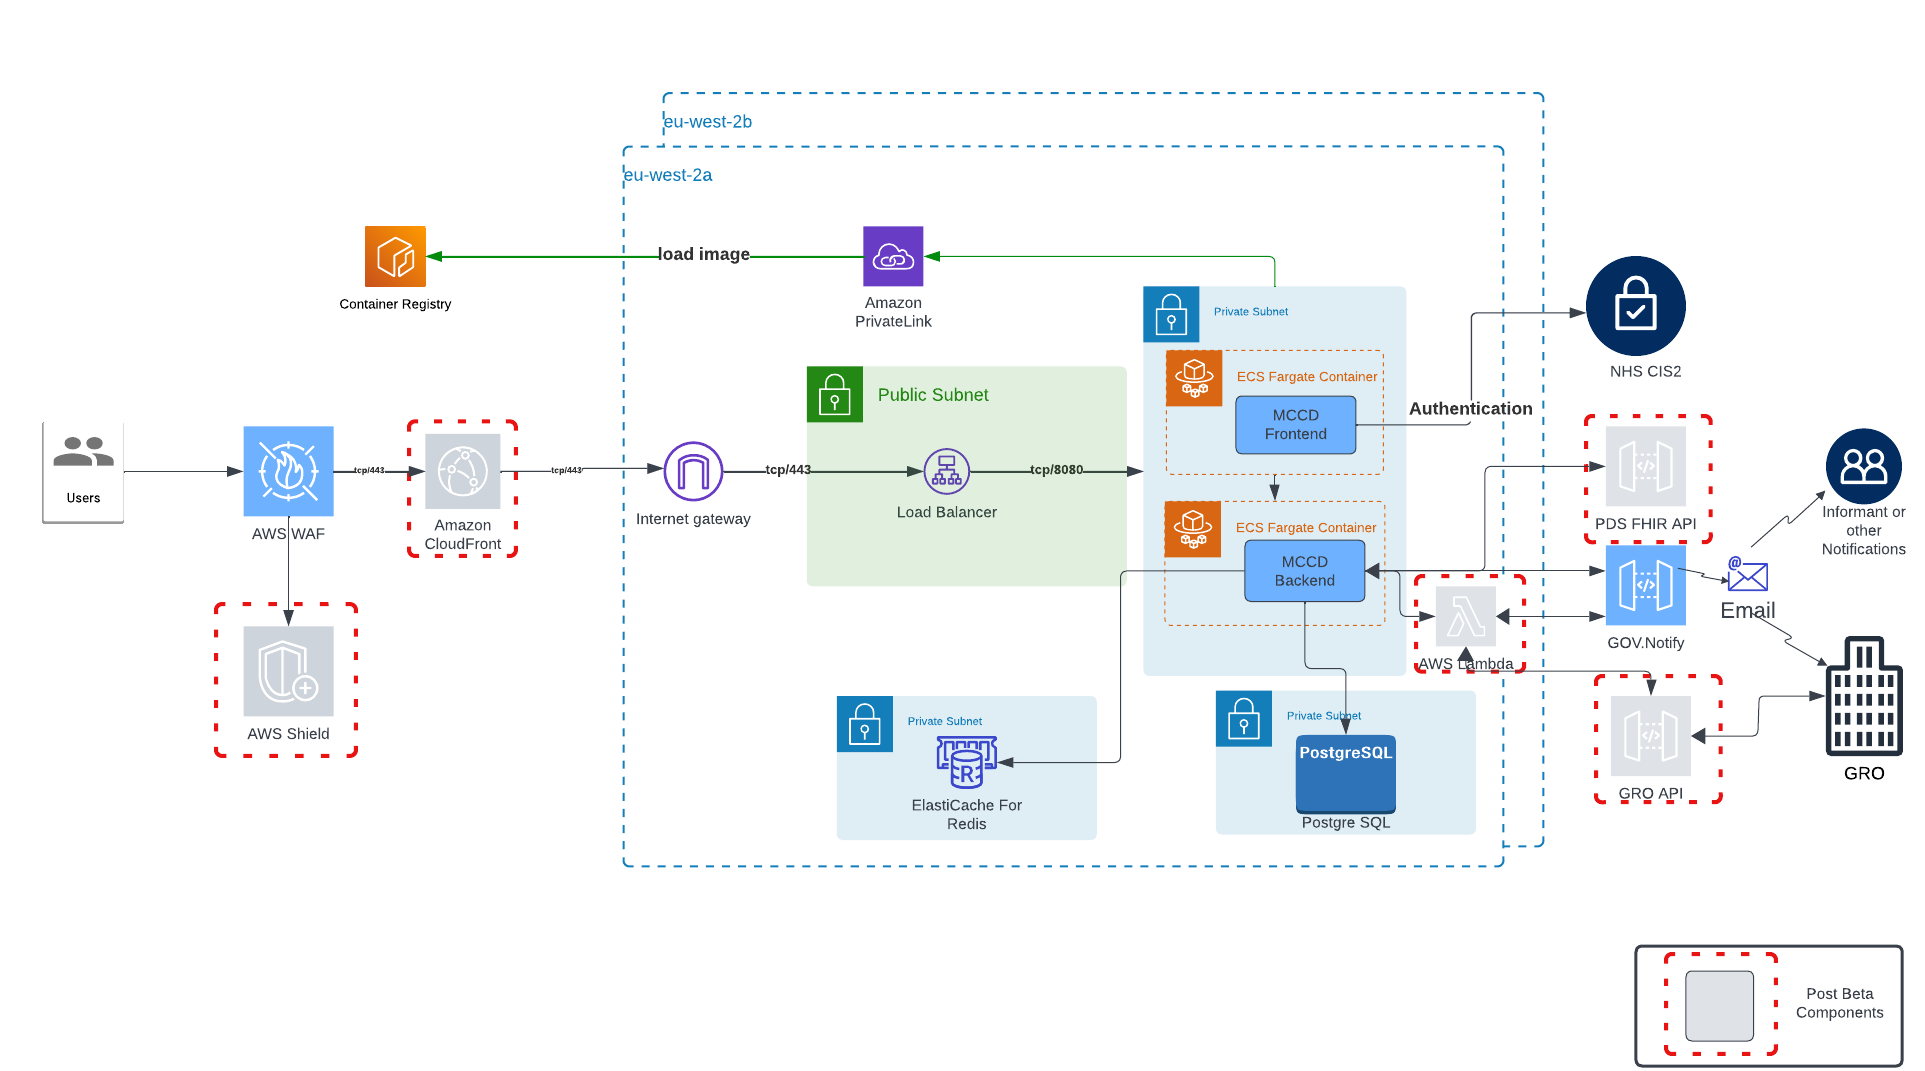 eu-west-2b
eu-west-2a
load image
Container Registry
Amazon
PrivateLink
Private Subnet
ECS Fargate Container
MCCD
Frontend
Authentication
NHS CIS2
Public Subnet
Users
AWS WAF
tcp/443
Amazon
CloudFront
tcp/443
Internet gateway
tcp/443
Load Balancer
tcp/8080
ECS Fargate Container
MCCD
Backend
PDS FHIR API
Informant or
other
Notifications
@
Email
GOV.Notify
AWS Lambda
AWS Shield
Private Subnet
R
ElastiCache For
Redis
Private Subnet
PostgreSQL
Postgre SQL
GRO API
GRO
Post Beta
Components